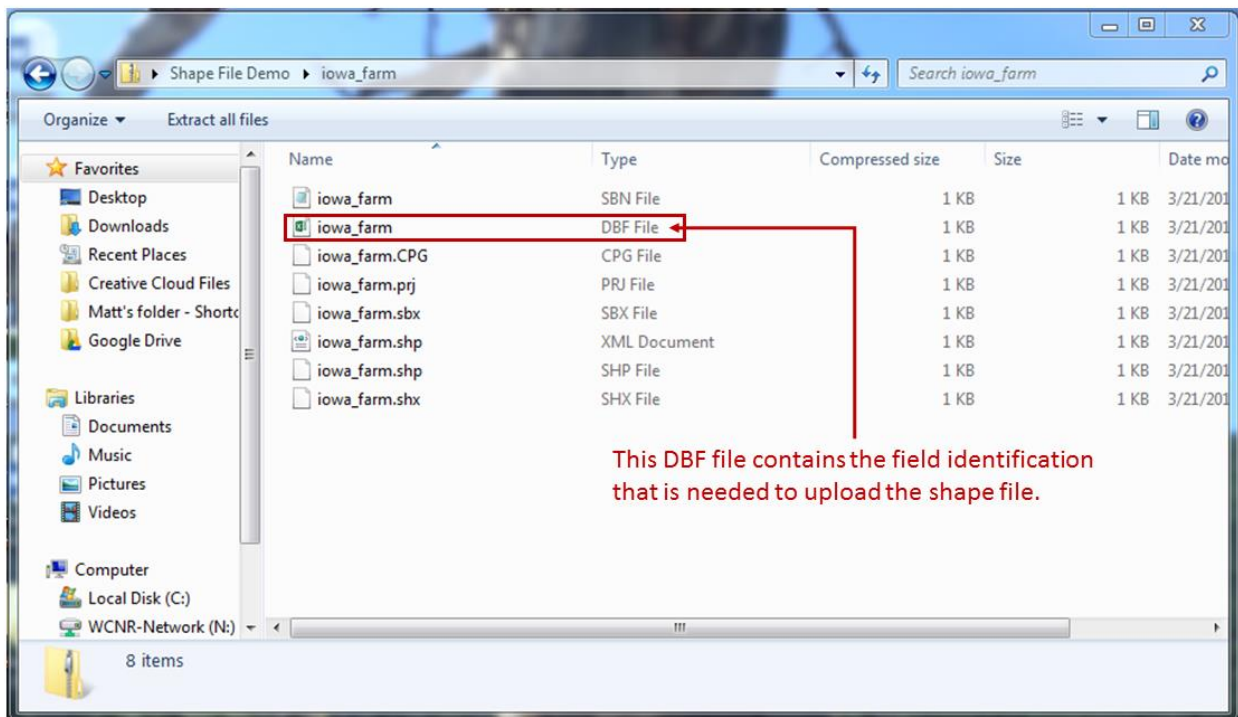 Shape File Demo ▸ iowa_farm
Search iowa_farm
Organize
Extract all files
Favorites
Desktop
Downloads
Recent Places
Creative Cloud Files
Matt's folder - Shortc
Google Drive
Libraries
Documents
Music
Pictures
Videos
Computer
Local Disk (C:)
WCNR-Network (N:)
Name Type Compressed size Size Date mo
iowa_farm SBN File 1 KB 1 KB 3/21/201
iowa_farm DBF File 1 KB 1 KB 3/21/201
iowa_farm.CPG CPG File 1 KB 1 KB 3/21/201
iowa_farm.prj PRJ File 1 KB 1 KB 3/21/201
iowa_farm.sbx SBX File 1 KB 1 KB 3/21/201
iowa_farm.shp XML Document 1 KB 1 KB 3/21/201
iowa_farm.shp SHP File 1 KB 1 KB 3/21/201
iowa_farm.shx SHX File 1 KB 1 KB 3/21/201
This DBF file contains the field identification
that is needed to upload the shape file.
8 items